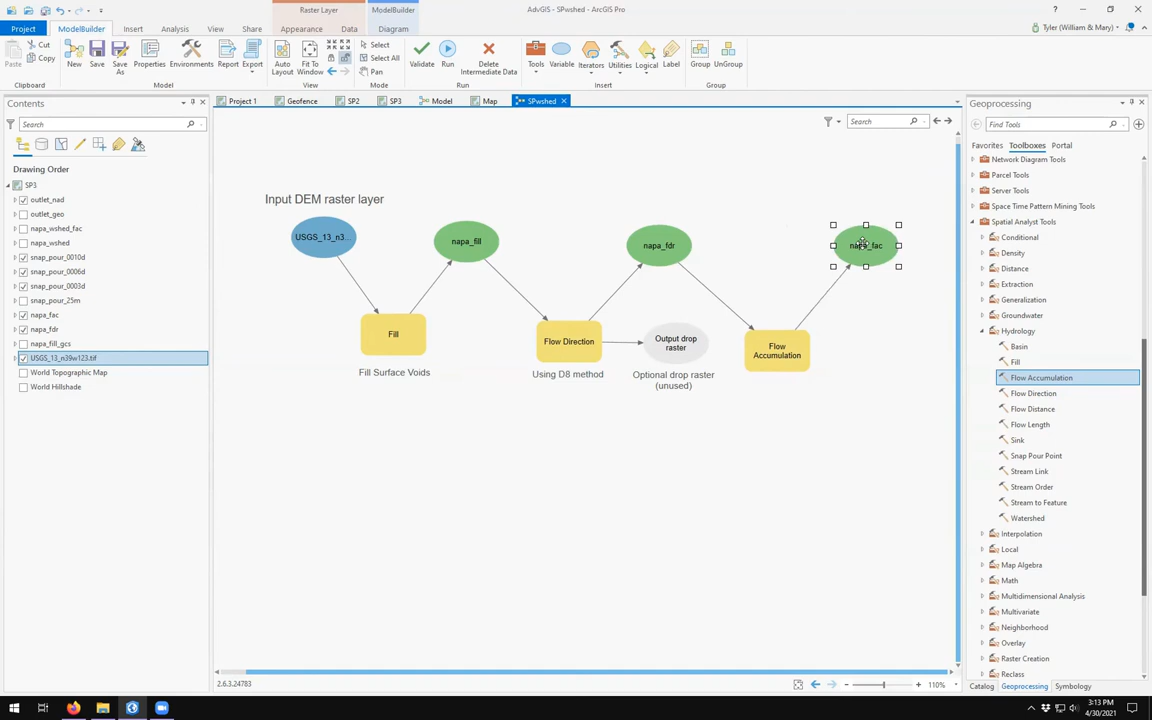 Raster Layer
ModelBuilder
AdvGIS - SPwshed - ArcGIS Pro
?
Project
ModelBuilder
Insert
Analysis
View
Share
Appearance
Data
Diagram
Tyler (William & Mary)
Paste
Cut
Copy
New
Save
Save As
Properties
Environments
Report
Export
Auto Layout
Fit To Window
Select
Select All
Pan
Validate
Run
Delete Intermediate Data
Tools
Variable
Iterators
Utilities
Logical
Label
Group
UnGroup
Clipboard
Model
View
Mode
Run
Insert
Group
Contents
Search
Drawing Order
SP3
outlet_nad
outlet_geo
napa_wshed_fac
napa_wshed
snap_pour_0010d
snap_pour_0006d
snap_pour_0003d
snap_pour_25m
napa_fac
napa_fdr
napa_fill_gcs
USGS_13_n39w123.tif
World Topographic Map
World Hillshade
Project 1
Geofence
SP2
SP3
Model
Map
SPwshed
Search
Input DEM raster layer
USGS_13_n3...
napa_fill
napa_fdr
napa_fac
Fill
Flow Direction
Output drop
raster
Flow
Accumulation
Fill Surface Voids
Using D8 method
Optional drop raster
(unused)
2.6.3.24783
110%
Geoprocessing
Find Tools
Favorites
Toolboxes
Portal
Network Diagram Tools
Parcel Tools
Server Tools
Space Time Pattern Mining Tools
Spatial Analyst Tools
Conditional
Density
Distance
Extraction
Generalization
Groundwater
Hydrology
Basin
Fill
Flow Accumulation
Flow Direction
Flow Distance
Flow Length
Sink
Snap Pour Point
Stream Link
Stream Order
Stream to Feature
Watershed
Interpolation
Local
Map Algebra
Math
Multidimensional Analysis
Multivariate
Neighborhood
Overlay
Raster Creation
Reclass
Catalog
Geoprocessing
Symbology
3:13 PM
4/30/2021